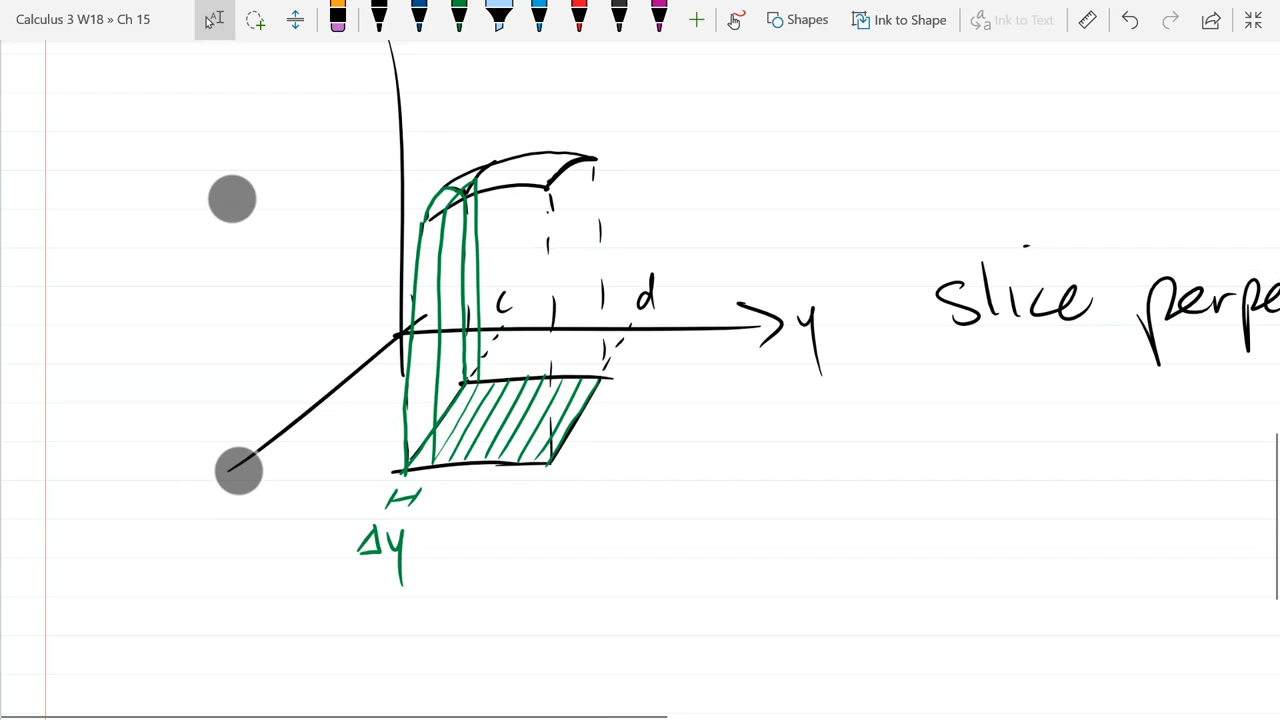 Calculus 3 W18 » Ch 15
Shapes
Ink to Shape
Ink to Text
c d
y
slice perpe
Δy